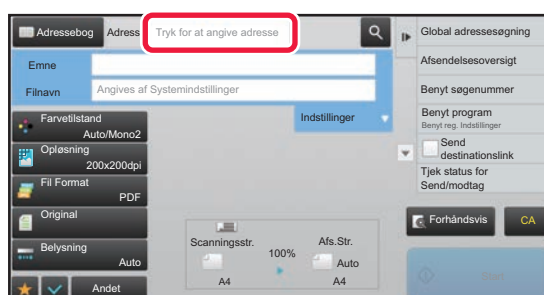 Adressebog Adress Tryk for at angive adresse
Emne
Filnavn Angives af Systemindstillinger
Indstillinger
Farvetilstand
Auto/Mono2
Opløsning
200x200dpi
Fil Format
PDF
Original
Belysning
Auto
Andet
Scanningsstr.
A4
100%
Afs.Str.
Auto
A4
Global adressesøgning
Afsendelsesoversigt
Benyt søgenummer
Benyt program
Benyt reg. Indstillinger
Send
destinationslink
Tjek status for
Send/modtag
Forhåndsvis CA
Start